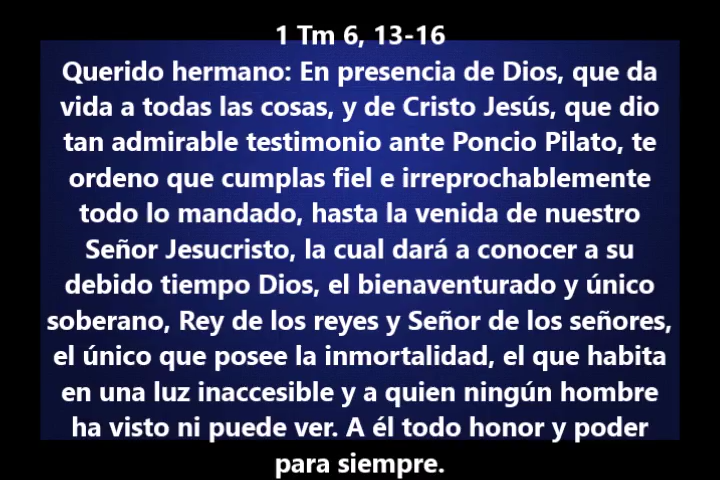 1 Tm 6, 13-16
Querido hermano: En presencia de Dios, que da
vida a todas las cosas, y de Cristo Jesús, que dio
tan admirable testimonio ante Poncio Pilato, te
ordeno que cumplas fiel e irreprochablemente
todo lo mandado, hasta la venida de nuestro
Señor Jesucristo, la cual dará a conocer a su
debido tiempo Dios, el bienaventurado y único
soberano, Rey de los reyes y Señor de los señores,
el único que posee la inmortalidad, el que habita
en una luz inaccesible y a quien ningún hombre
ha visto ni puede ver. A él todo honor y poder
para siempre.